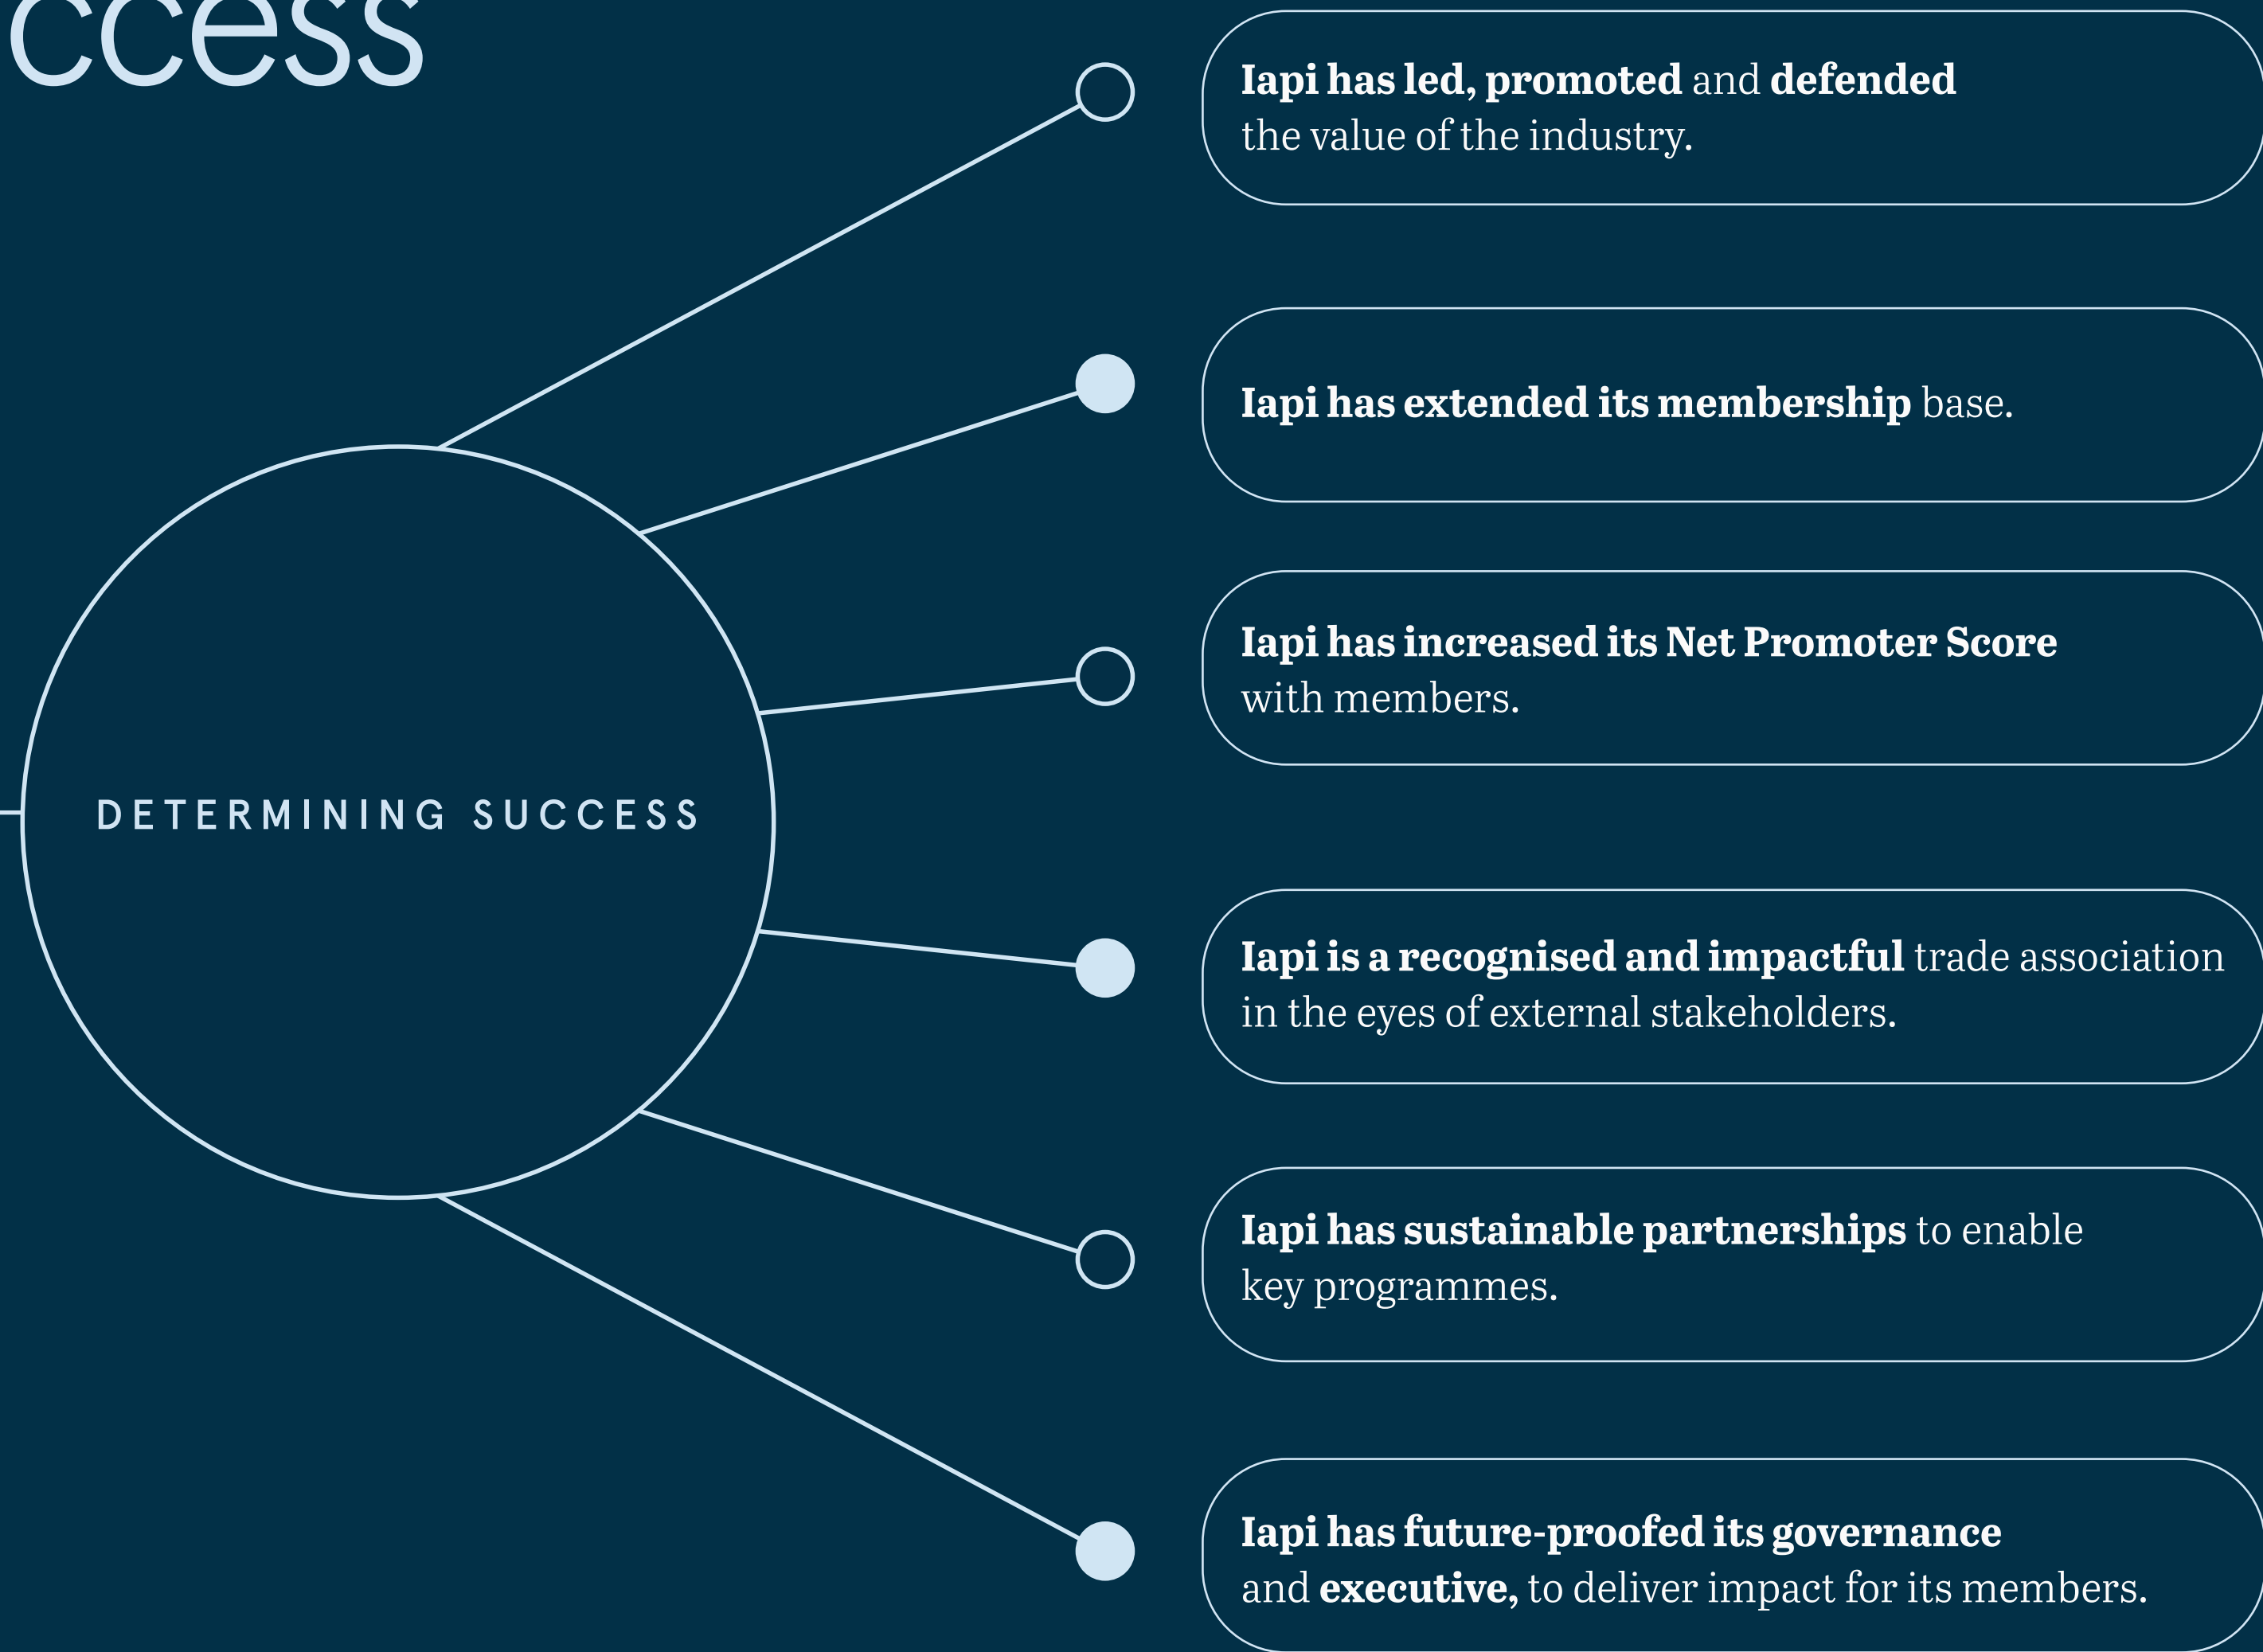 ccess
Iapi has led, promoted and defended
the value of the industry.
Iapi has extended its membership base.
Iapi has increased its Net Promoter Score
with members.
DETERMINING SUCCESS
Iapi is a recognised and impactful trade association
in the eyes of external stakeholders.
Iapi has sustainable partnerships to enable
key programmes.
Iapi has future-proofed its governance
and executive, to deliver impact for its members.